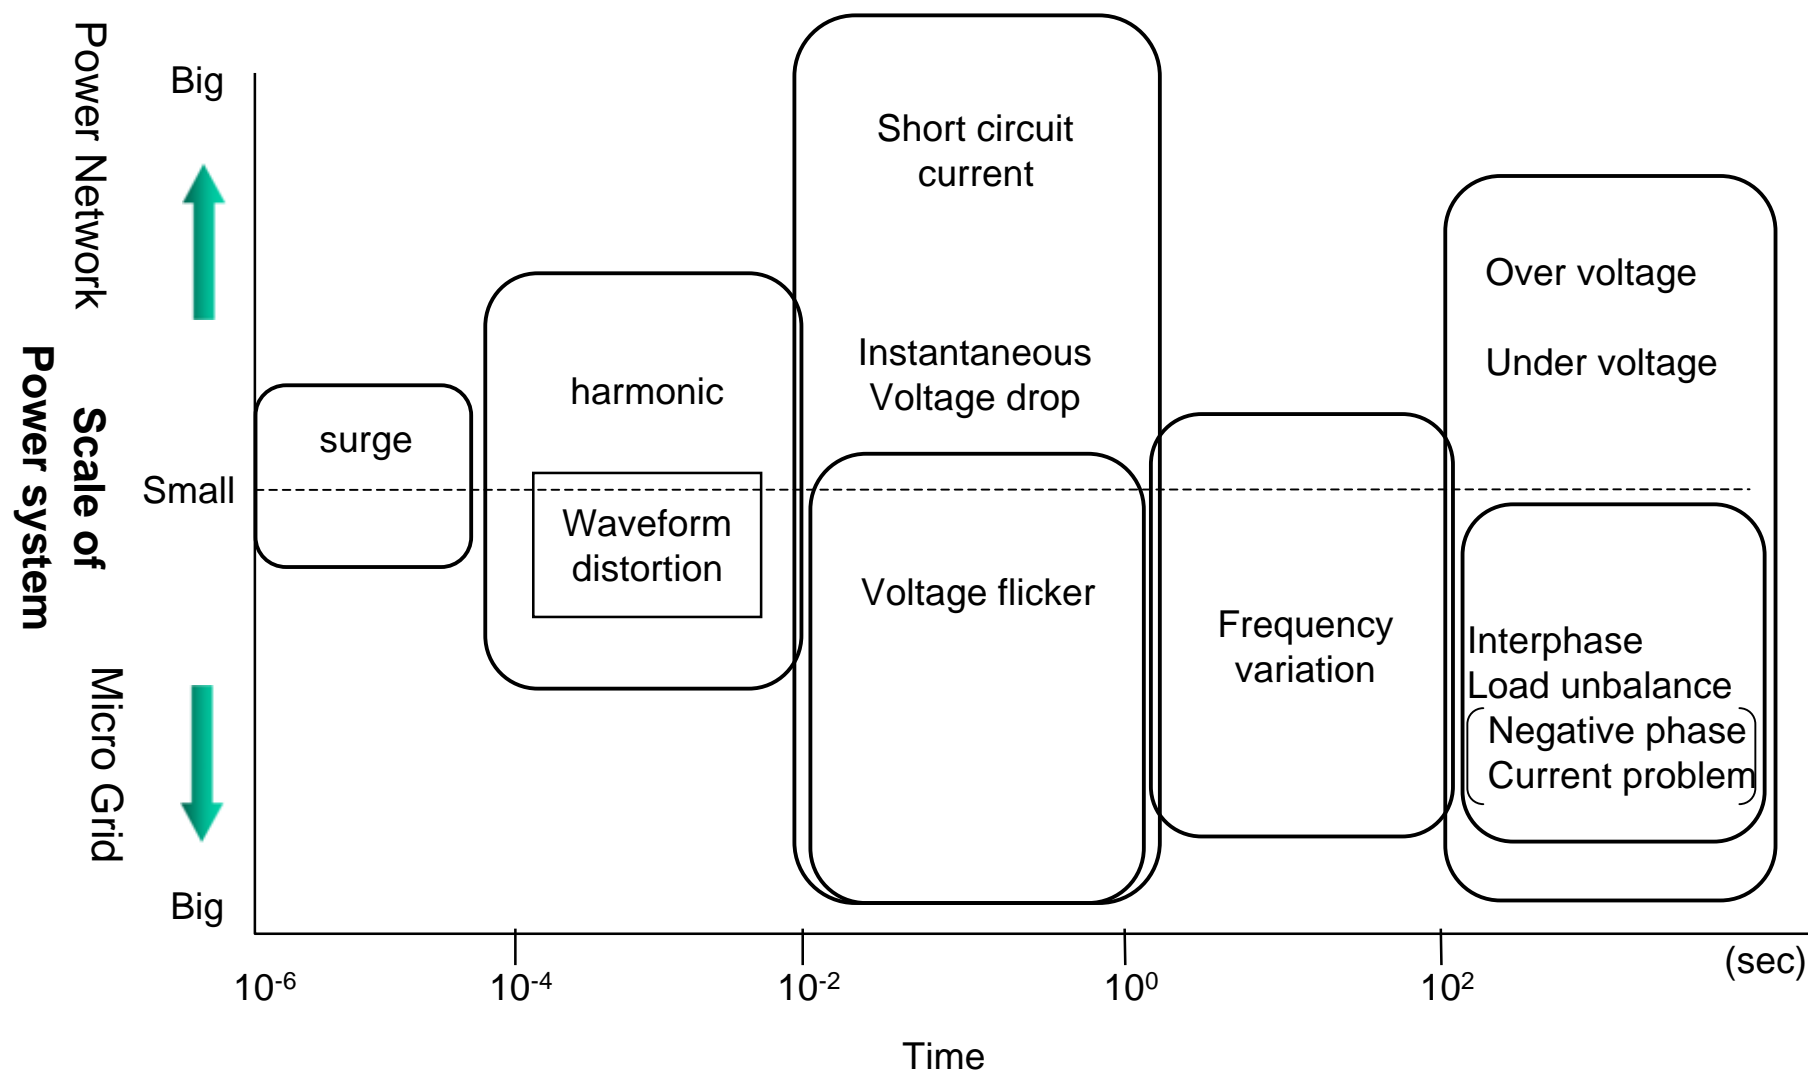 Power Network
Scale of
Power system
Micro Grid
Big
Small
Big
surge
harmonic
Waveform
distortion
Short circuit
current
Instantaneous
Voltage drop
Voltage flicker
Frequency
variation
Over voltage
Under voltage
Interphase
Load unbalance
Negative phase
Current problem
10-6
10-4
10-2
100
102
(sec)
Time